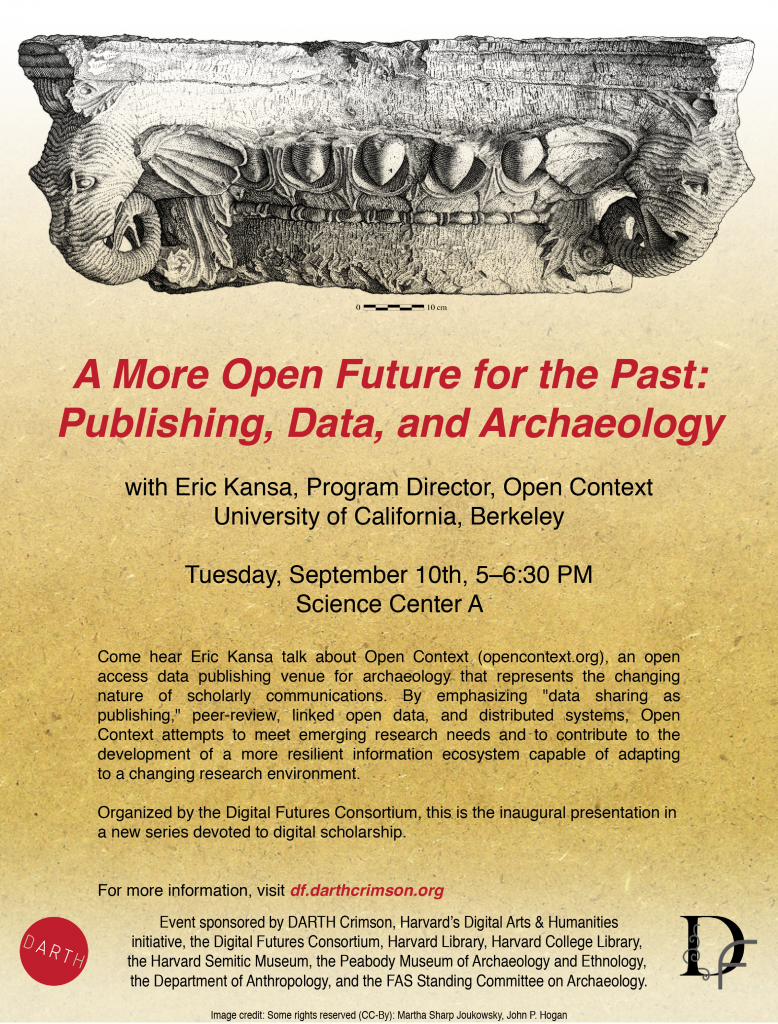 0 10 cm
A More Open Future for the Past:
Publishing, Data, and Archaeology
with Eric Kansa, Program Director, Open Context
University of California, Berkeley
Tuesday, September 10th, 5–6:30 PM
Science Center A
Come hear Eric Kansa talk about Open Context (opencontext.org), an open
access data publishing venue for archaeology that represents the changing
nature of scholarly communications. By emphasizing "data sharing as
publishing," peer-review, linked open data, and distributed systems, Open
Context attempts to meet emerging research needs and to contribute to the
development of a more resilient information ecosystem capable of adapting
to a changing research environment.
Organized by the Digital Futures Consortium, this is the inaugural presentation in
a new series devoted to digital scholarship.
For more information, visit df.darthcrimson.org
DARTH
Event sponsored by DARTH Crimson, Harvard's Digital Arts & Humanities
initiative, the Digital Futures Consortium, Harvard Library, Harvard College Library,
the Harvard Semitic Museum, the Peabody Museum of Archaeology and Ethnology,
the Department of Anthropology, and the FAS Standing Committee on Archaeology.
DF
Image credit: Some rights reserved (CC-By): Martha Sharp Joukowsky, John P. Hogan